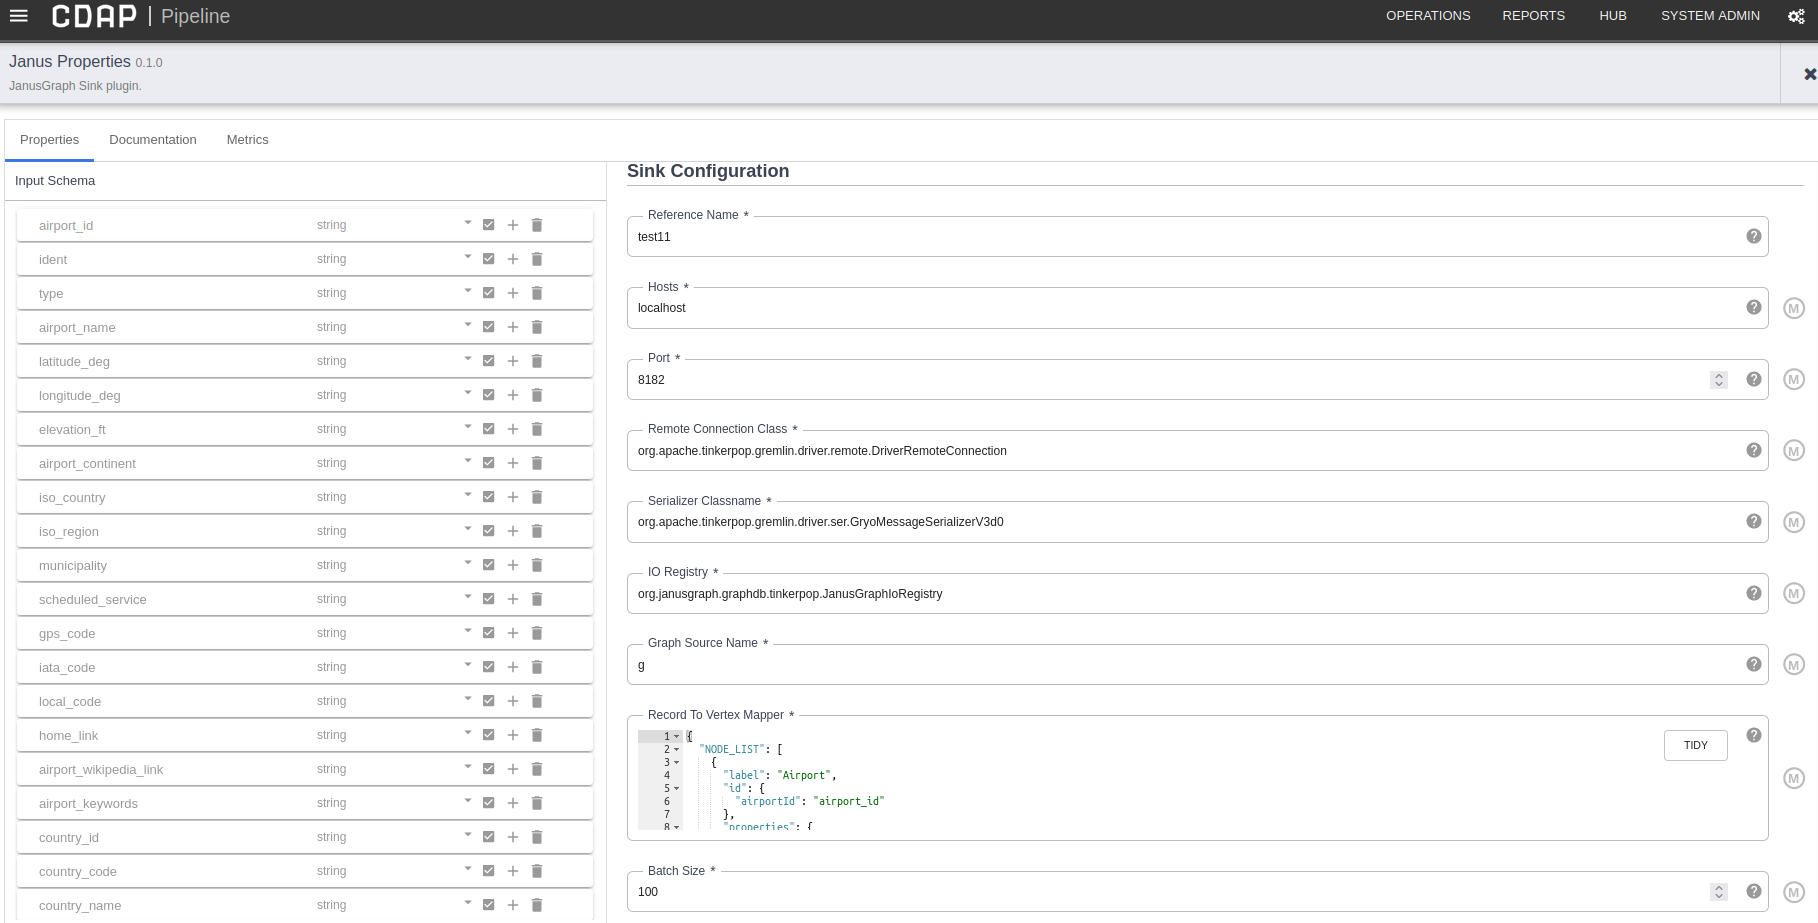 CDAP | Pipeline
OPERATIONS
REPORTS
HUB
SYSTEM ADMIN
Janus Properties 0.1.0
JanusGraph Sink plugin.
Properties
Documentation
Metrics
Input Schema
airport_id string
ident string
type string
airport_name string
latitude_deg string
longitude_deg string
elevation_ft string
airport_continent string
iso_country string
iso_region string
municipality string
scheduled_service string
gps_code string
iata_code string
local_code string
home_link string
airport_wikipedia_link string
airport_keywords string
country_id string
country_code string
country_name string
Sink Configuration
Reference Name *
test11
Hosts *
localhost
M
Port *
8182
M
Remote Connection Class *
org.apache.tinkerpop.gremlin.driver.remote.DriverRemoteConnection
M
Serializer Classname *
org.apache.tinkerpop.gremlin.driver.ser.GryoMessageSerializerV3d0
M
IO Registry *
org.janusgraph.graphdb.tinkerpop.JanusGraphIoRegistry
M
Graph Source Name *
g
M
Record To Vertex Mapper *
1 {
2 "NODE_LIST": [
3 {
4 "label": "Airport",
5 "id": {
6 "airportId": "airport_id"
7 },
8 "properties": {
TIDY
M
Batch Size *
100
M